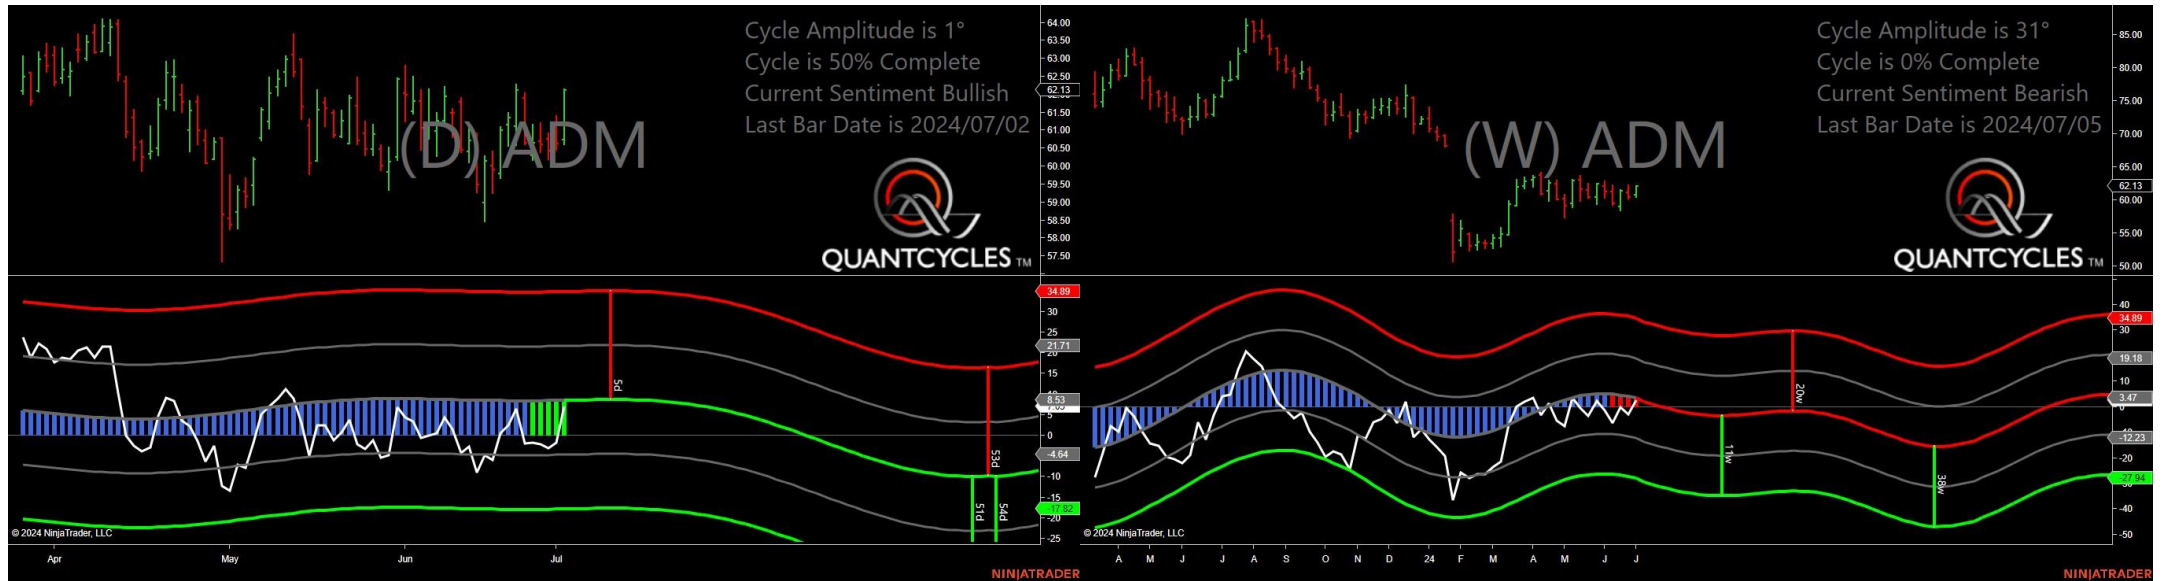 Cycle Amplitude is 1°
Cycle is 50% Complete
Current Sentiment Bullish
Last Bar Date is 2024/07/02
(D) ADM
QUANTCYCLES TM
64.00
63.50
63.00
62.50
62.13
61.50
61.00
60.50
60.00
59.50
59.00
58.50
58.00
57.50
34.89
30
25
21.71
20
15
8.53
5
0
-4.64
-10
-15
-17.82
-20
-25
5d
53d
51d
54d
© 2024 NinjaTrader, LLC
Apr May Jun Jul
NINJATRADER
Cycle Amplitude is 31°
Cycle is 0% Complete
Current Sentiment Bearish
Last Bar Date is 2024/07/05
(W) ADM
QUANTCYCLES TM
85.00
80.00
75.00
70.00
65.00
62.13
60.00
55.00
50.00
40
34.89
30
19.18
10
3.47
-12.23
-20
-27.94
-40
-50
20w
11w
38w
© 2024 NinjaTrader, LLC
A M J J A S O N D 24 F M A M J J
NINJATRADER